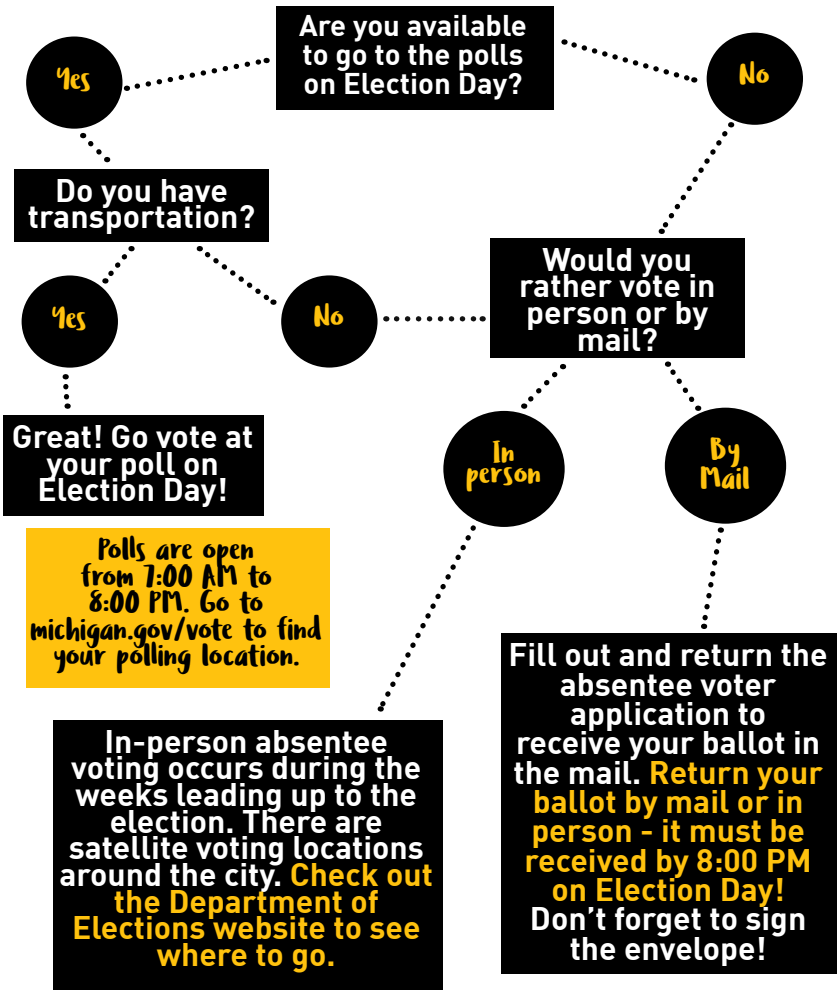 Are you available
to go to the polls
on Election Day?
Yes
No
Do you have
transportation?
Would you
rather vote in
person or by
mail?
Yes
No
Great! Go vote at
your poll on
Election Day!
In
person
By
Mail
Polls are open
from 7:00 AM to
8:00 PM. Go to
michigan.gov/vote to find
your polling location.
Fill out and return the
absentee voter
application to
receive your ballot in
the mail. Return your
ballot by mail or in
person - it must be
received by 8:00 PM
on Election Day!
Don't forget to sign
the envelope!
In-person absentee
voting occurs during the
weeks leading up to the
election. There are
satellite voting locations
around the city. Check out
the Department of
Elections website to see
where to go.